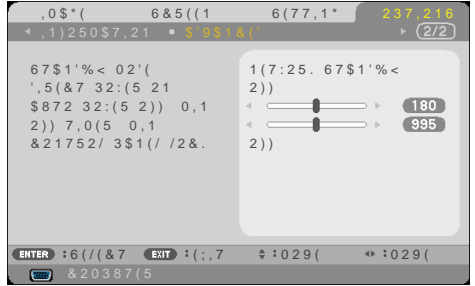 ,0$*( 6&5((1 6(77,1* 237,216
,1)250$7,21 • $'9$1&(' (2/2)
67$1'%< 02'(
',5(&7 32:(5 21
$872 32:(5 2)) 0,1
2)) 7,0(5 0,1
&21752/ 3$1(/ /2&.
1(7:25. 67$1'%<
2))
180
995
2))
ENTER :6(/(&7 EXIT :(;,7 :029( :029(
&20387(5